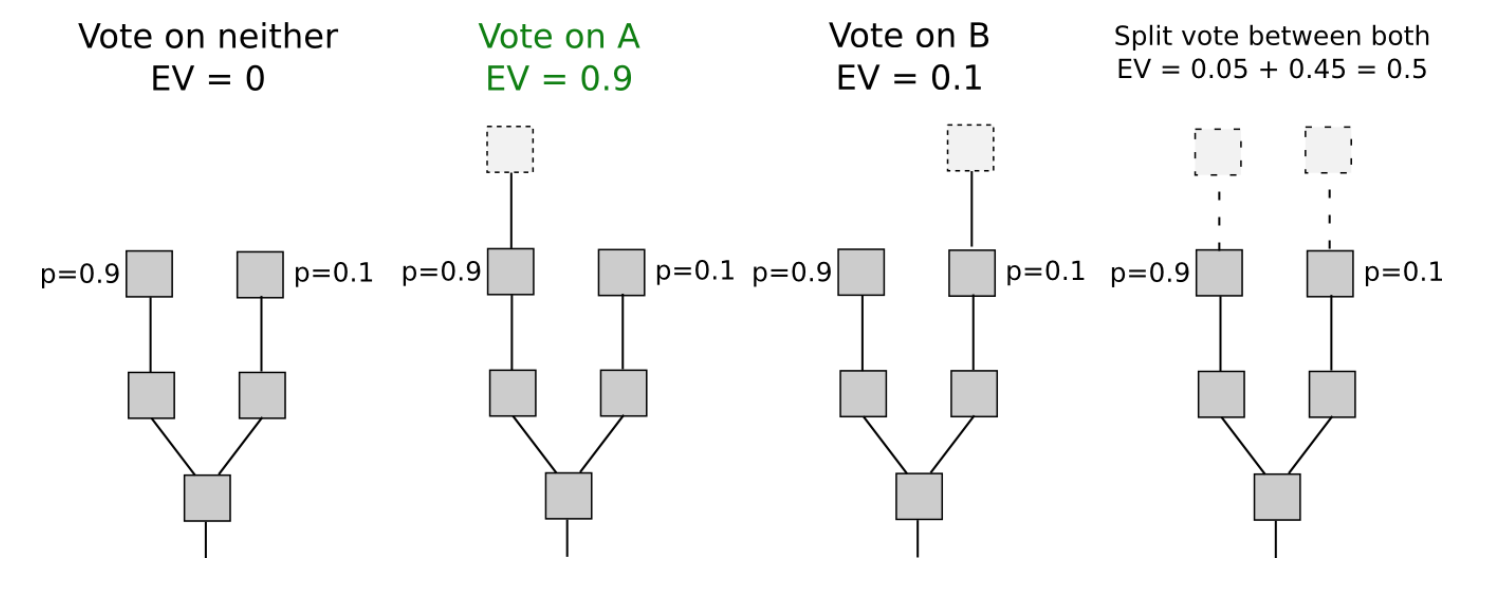 Vote on neither
EV = 0
Vote on A
EV = 0.9
Vote on B
EV = 0.1
Split vote between both
EV = 0.05 + 0.45 = 0.5
p=0.9
p=0.1
p=0.9
p=0.1
p=0.9
p=0.1
p=0.9
p=0.1